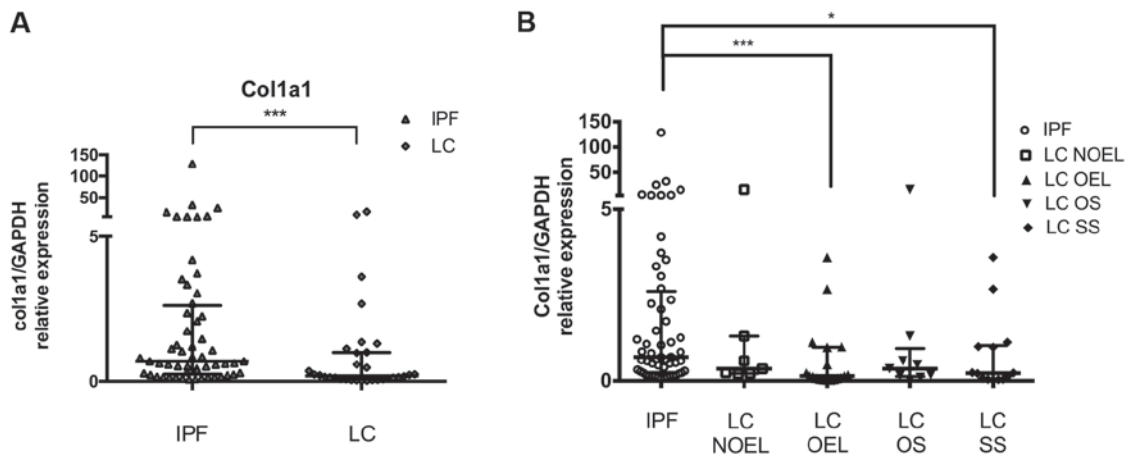 A
Col1a1
***
IPF
LC
150
100
50
5
0
col1a1/GAPDH
relative expression
IPF
LC
B
*
***
150
100
50
5
0
Col1a1/GAPDH
relative expression
IPF
LC NOEL
LC OEL
LC OS
LC SS
IPF
LC
NOEL
LC
OEL
LC
OS
LC
SS